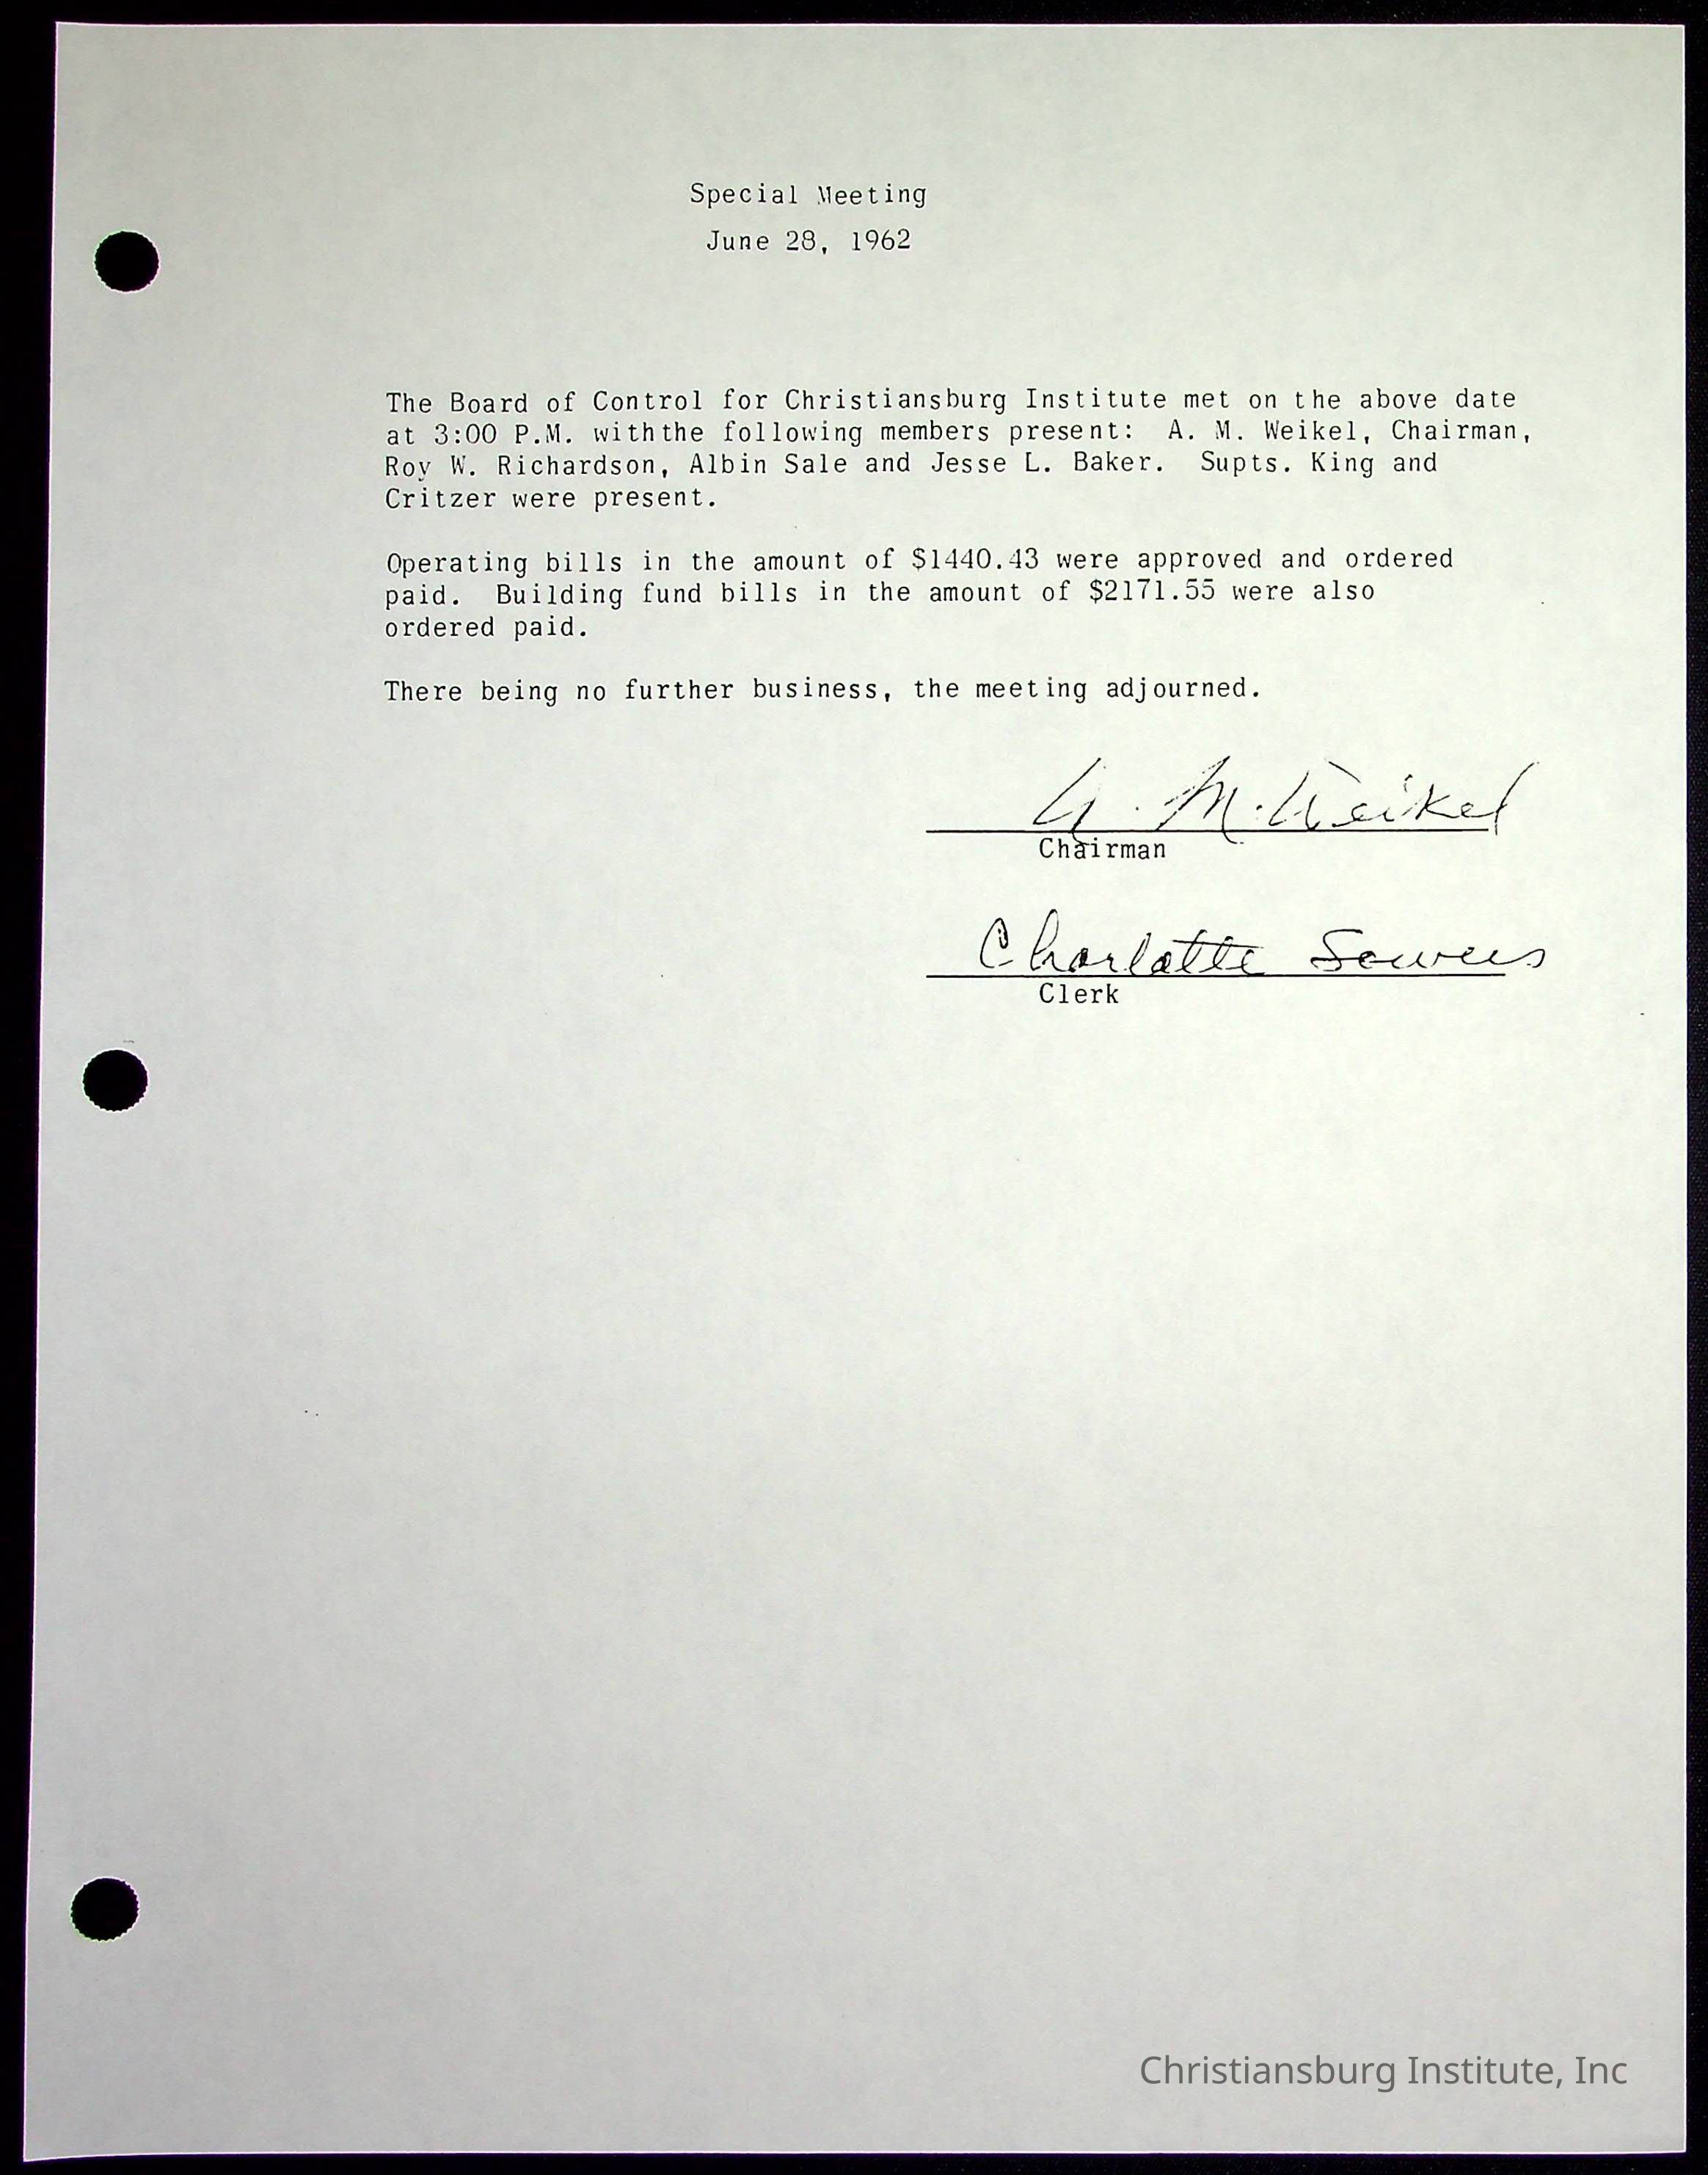 Special Meeting
June 28, 1962
The Board of Control for Christiansburg Institute met on the above date
at 3:00 P.M. withthe following members present: A. M. Weikel, Chairman,
Roy W. Richardson, Albin Sale and Jesse L. Baker. Supts. King and
Critzer were present.
Operating bills in the amount of $1440.43 were approved and ordered
paid. Building fund bills in the amount of $2171.55 were also
ordered paid.
There being no further business, the meeting adjourned.
A. M. Weikel
Chairman
Charlotte Sowers
Clerk
Christiansburg Institute, Inc